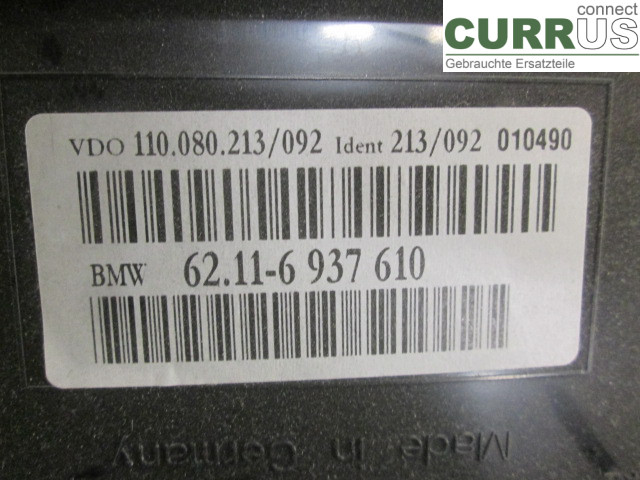 connect
CURRUS
Gebrauchte Ersatzteile
VDO 110.080.213/092 Ident 213/092 010490
BMW 62.11-6 937 610
Made in Germany